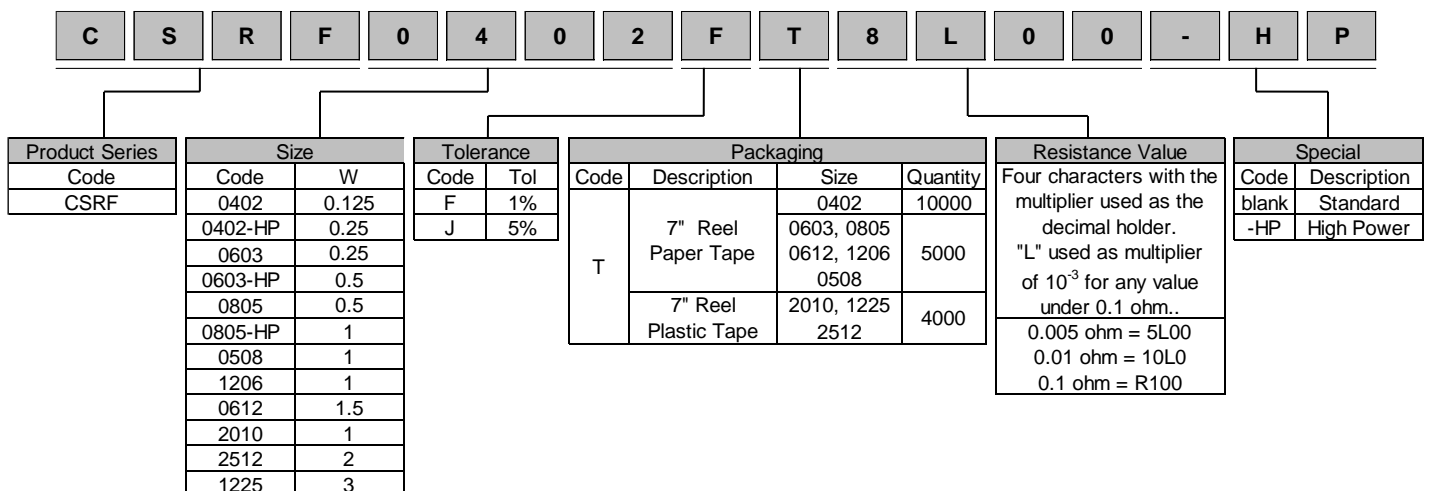 C S R F 0 4 0 2 F T 8 L 0 0 - H P
Product Series
Code
CSRF
Size
Code W
0402 0.125
0402-HP 0.25
0603 0.25
0603-HP 0.5
0805 0.5
0805-HP 1
0508 1
1206 1
0612 1.5
2010 1
2512 2
1225 3
Tolerance
Code Tol
F 1%
J 5%
Packaging
Code Description Size Quantity
T
7" Reel
Paper Tape
0402 10000
0603, 0805
0612, 1206
0508
5000
7" Reel
Plastic Tape
2010, 1225
2512
4000
Resistance Value
Four characters with the
multiplier used as the
decimal holder.
"L" used as multiplier
of 10⁻³ for any value
under 0.1 ohm..
0.005 ohm = 5L00
0.01 ohm = 10L0
0.1 ohm = R100
Special
Code Description
blank Standard
-HP High Power